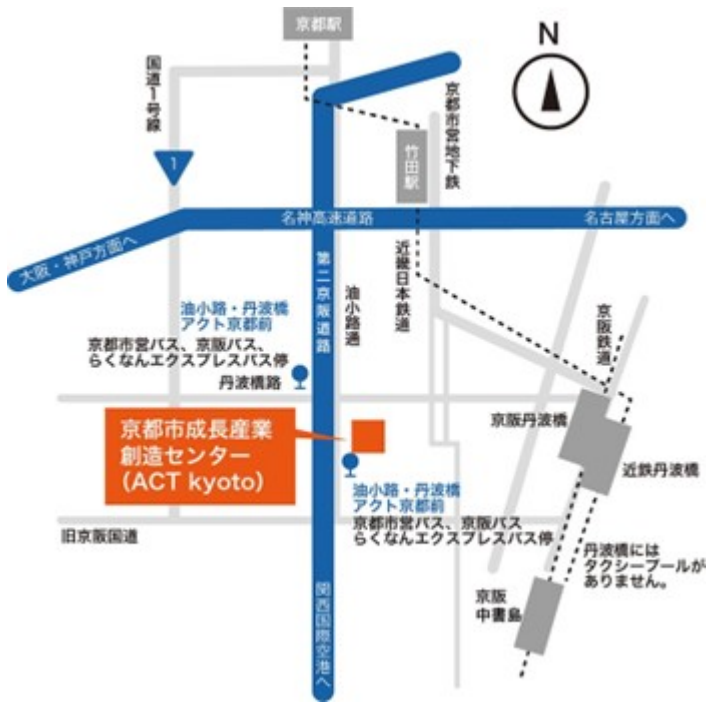 京都駅
N
国道1号線
1
京都市営地下鉄
竹田駅
名神高速道路
名古屋方面へ
大阪・神戸方面へ
第二京阪道路
油小路通
近畿日本鉄道
京阪鉄道
油小路・丹波橋
アクト京都前
京都市営バス、京阪バス、
らくなんエクスプレスバス停
丹波橋路
京都市成長産業
創造センター
(ACT kyoto)
京阪丹波橋
近鉄丹波橋
油小路・丹波橋
アクト京都前
京都市営バス、京阪バス
らくなんエクスプレスバス停
旧京阪国道
丹波橋には
タクシープールが
ありません。
京阪
中書島
関西国際空港へ